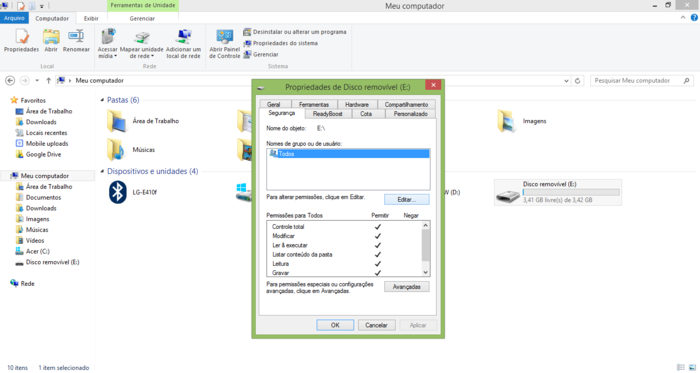 Ferramentas de Unidade
Meu computador
Arquivo
Computador
Exibir
Gerenciar
Propriedades
Abrir
Renomear
Acessar mídia
Mapear unidade de rede
Adicionar um local de rede
Abrir Painel de Controle
Desinstalar ou alterar um programa
Propriedades do sistema
Gerenciar
Local
Rede
Sistema
Meu computador
Pesquisar Meu computador
Favoritos
Área de Trabalho
Downloads
Locais recentes
Mobile uploads
Google Drive
Meu computador
Área de Trabalho
Documentos
Downloads
Imagens
Músicas
Vídeos
Acer (C:)
Disco removível (E:)
Rede
Pastas (6)
Área de Trabalho
Imagens
Músicas
Dispositivos e unidades (4)
LG-E410f
W (D:)
Disco removível (E:)
3,41 GB livre(s) de 3,42 GB
Propriedades de Disco removível (E:)
Geral
Ferramentas
Hardware
Compartilhamento
Segurança
ReadyBoost
Cota
Personalizado
Nome do objeto: E:\
Nomes de grupo ou de usuário:
Todos
Para alterar permissões, clique em Editar.
Editar...
Permissões para Todos
Permitir
Negar
Controle total
Modificar
Ler & executar
Listar conteúdo da pasta
Leitura
Gravar
Para permissões especiais ou configurações
avançadas, clique em Avançadas.
Avançadas
OK
Cancelar
Aplicar
10 itens
1 item selecionado